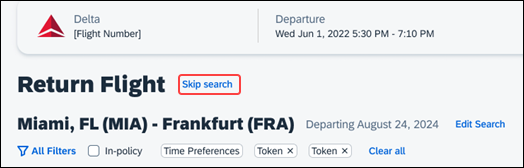 Delta
[Flight Number]
Departure
Wed Jun 1, 2022 5:30 PM - 7:10 PM
Return Flight Skip search
Miami, FL (MIA) - Frankfurt (FRA) Departing August 24, 2024 Edit Search
All Filters In-policy Time Preferences Token × Token × Clear all